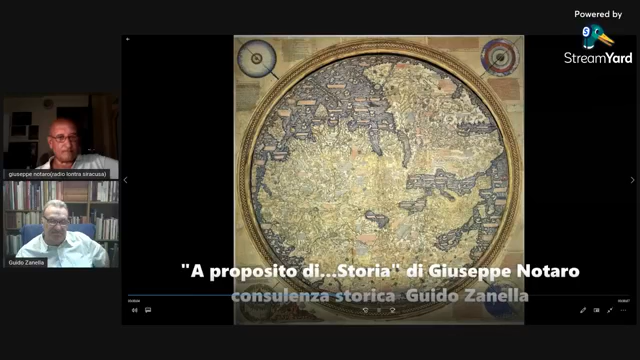 Powered by
StreamYard
giuseppe notaro(radio lontra siracusa)
Guido Zanella
"A proposito di...Storia" di Giuseppe Notaro
consulenza storica Guido Zanella